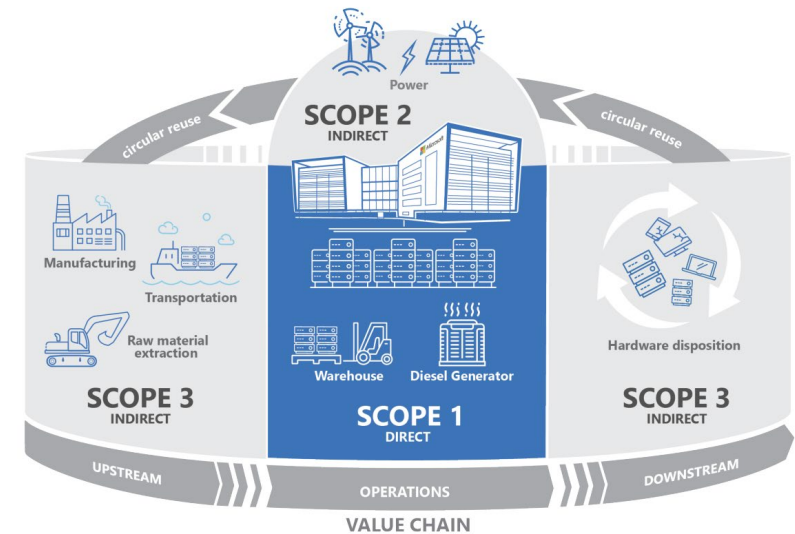 Power
SCOPE 2
INDIRECT
circular reuse
circular reuse
Microsoft
Manufacturing
Transportation
Raw material
extraction
SCOPE 3
INDIRECT
Warehouse
Diesel Generator
SCOPE 1
DIRECT
Hardware disposition
SCOPE 3
INDIRECT
UPSTREAM
OPERATIONS
DOWNSTREAM
VALUE CHAIN